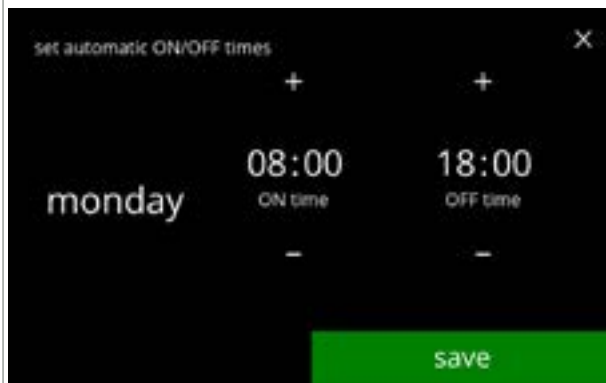 set automatic ON/OFF times
×
+ +
08:00 18:00
monday
ON time OFF time
− −
save